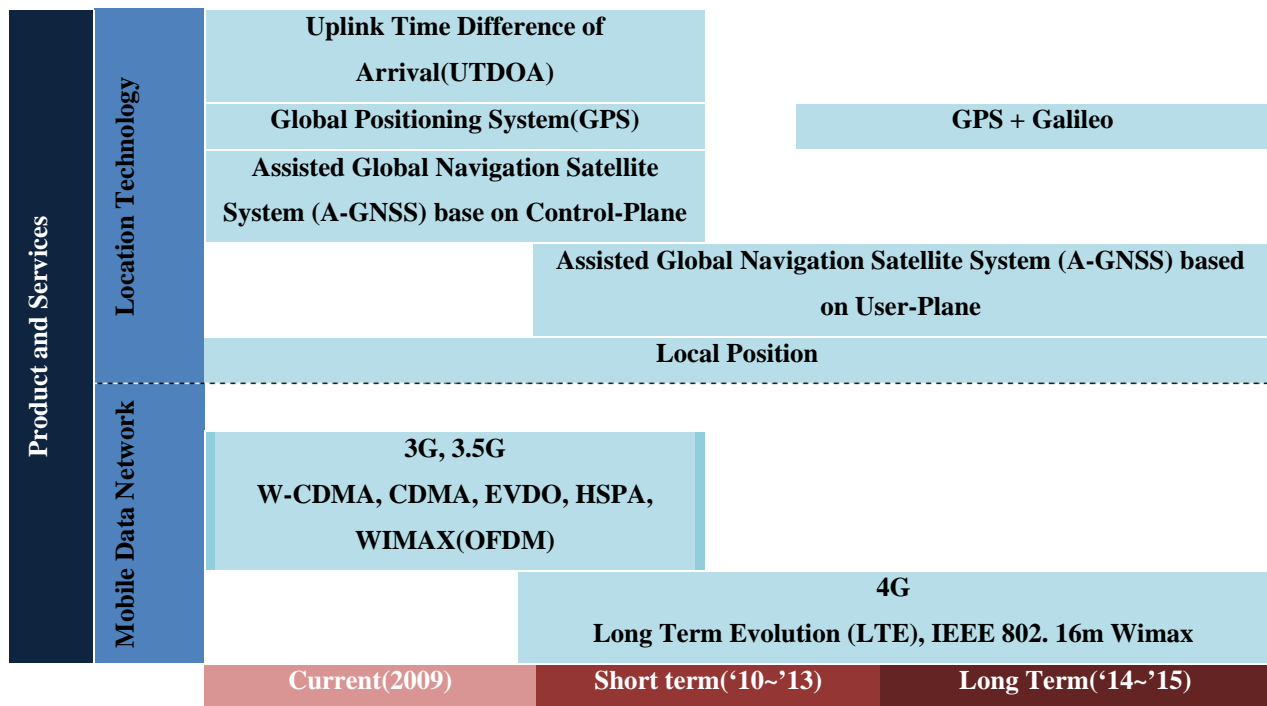 Product and Services
Location Technology
Uplink Time Difference of
Arrival(UTDOA)
Global Positioning System(GPS)
GPS + Galileo
Assisted Global Navigation Satellite
System (A-GNSS) base on Control-Plane
Assisted Global Navigation Satellite System (A-GNSS) based
on User-Plane
Local Position
Mobile Data Network
3G, 3.5G
W-CDMA, CDMA, EVDO, HSPA,
WIMAX(OFDM)
4G
Long Term Evolution (LTE), IEEE 802. 16m Wimax
Current(2009)
Short term(‘10~’13)
Long Term(‘14~’15)